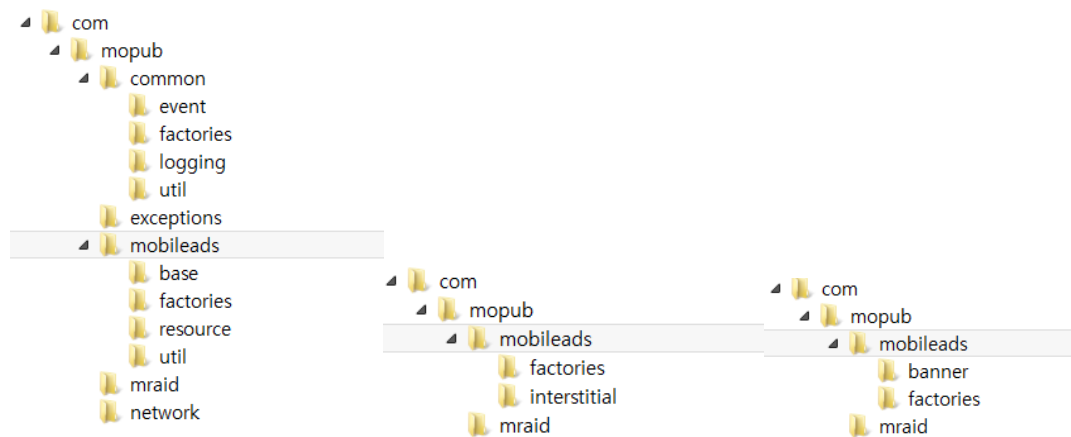 com
mopub
common
event
factories
logging
util
exceptions
mobileads
base
factories
resource
util
mraid
network
com
mopub
mobileads
factories
interstitial
mraid
com
mopub
mobileads
banner
factories
mraid